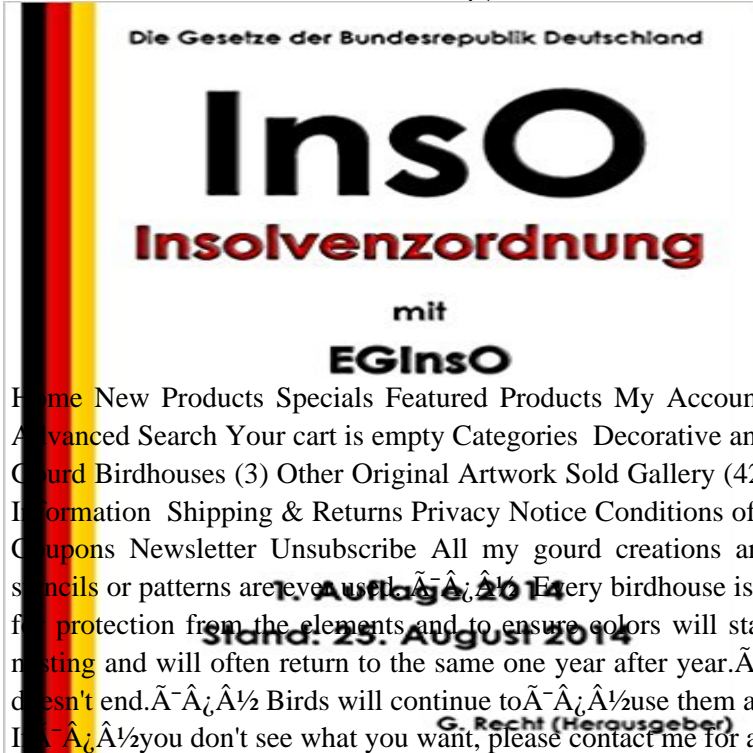 Die Gesetze der Bundesrepublik Deutschland
InsO
Insolvenzordnung
mit
EGInsO
Home New Products Specials Featured Products My Accoun
Advanced Search Your cart is empty Categories Decorative an
Gourd Birdhouses (3) Other Original Artwork Sold Gallery (42
Information Shipping & Returns Privacy Notice Conditions of
Coupons Newsletter Unsubscribe All my gourd creations ar
stencils or patterns are ever used. Ã¯Â¿Â½ Every birdhouse is
1. Auflage, 2014
for protection from the elements and to ensure colors will sta
Stand: 25. August 2014
nesting and will often return to the same one year after year.Ã
doesn't end.Ã¯Â¿Â½ Birds will continue toÃ¯Â¿Â½use them a
G. Recht (Herausgeber)
IfÃ¯Â¿Â½you don't see what you want, please contact me for